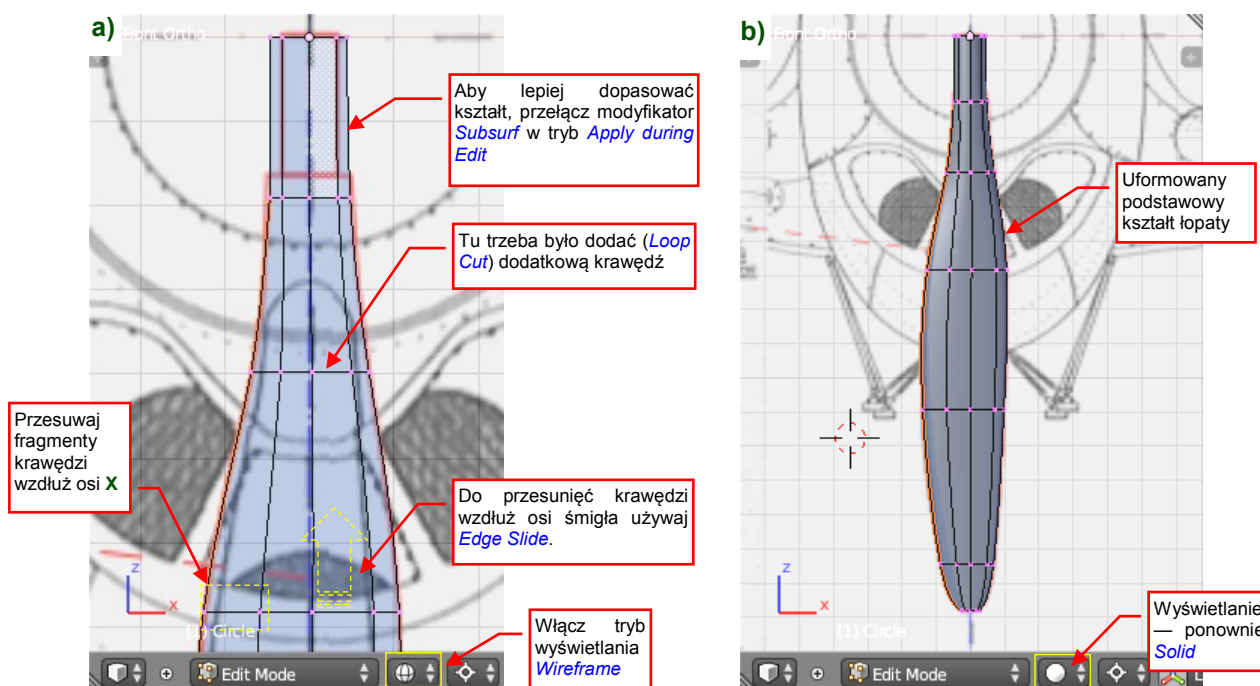 a)
Front Ortho
Aby lepiej dopasować
kształt, przełącz modyfikator
Subsurf w tryb Apply during
Edit
Tu trzeba było dodać (Loop
Cut) dodatkową krawędź
Przesuwaj
fragmenty
krawędzi
wzdłuż osi X
Do przesunięć krawędzi
wzdłuż osi śmigła używaj
Edge Slide.
z
x
(1) Circle
Włącz tryb
wyświetlania
Wireframe
Edit Mode
b)
Front Ortho
Uformowany
podstawowy
kształt łopaty
z
x
(1) Circle
Wyświetlanie
— ponownie
Solid
Edit Mode